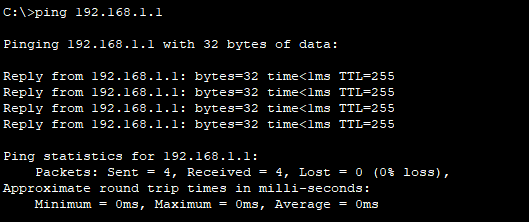 C:\>ping 192.168.1.1
Pinging 192.168.1.1 with 32 bytes of data:
Reply from 192.168.1.1: bytes=32 time<1ms TTL=255
Reply from 192.168.1.1: bytes=32 time<1ms TTL=255
Reply from 192.168.1.1: bytes=32 time<1ms TTL=255
Reply from 192.168.1.1: bytes=32 time<1ms TTL=255
Ping statistics for 192.168.1.1:
    Packets: Sent = 4, Received = 4, Lost = 0 (0% loss),
Approximate round trip times in milli-seconds:
    Minimum = 0ms, Maximum = 0ms, Average = 0ms